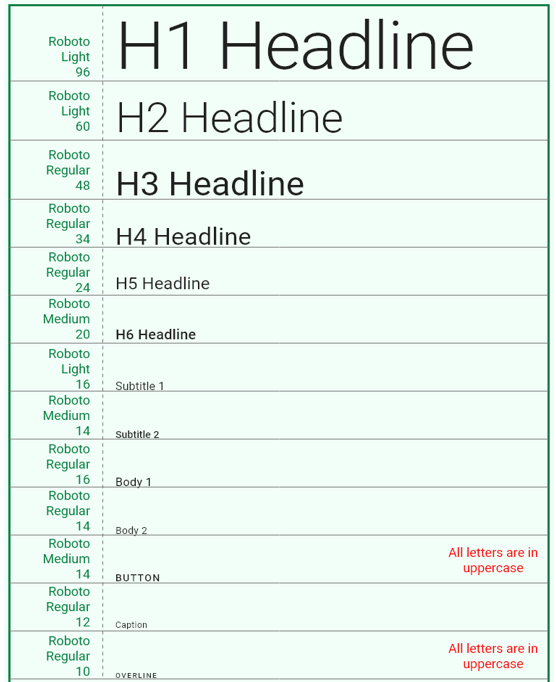 Roboto
Light
96
H1 Headline
Roboto
Light
60
H2 Headline
Roboto
Regular
48
H3 Headline
Roboto
Regular
34
H4 Headline
Roboto
Regular
24
H5 Headline
Roboto
Medium
20
H6 Headline
Roboto
Light
16
Subtitle 1
Roboto
Medium
14
Subtitle 2
Roboto
Regular
16
Body 1
Roboto
Regular
14
Body 2
Roboto
Medium
14
BUTTON
All letters are in
uppercase
Roboto
Regular
12
Caption
Roboto
Regular
10
OVERLINE
All letters are in
uppercase